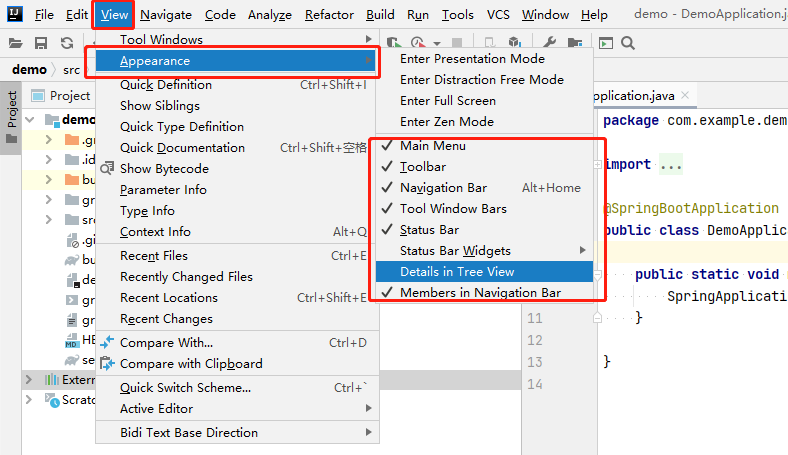 File Edit View Navigate Code Analyze Refactor Build Run Tools VCS Window Help demo - DemoApplication.j
demo src
Project
Project
demo
.g
.id
bu
gr
src
.gi
bu
de
gr
gr
HE
se
Extern
Scratc
Tool Windows
Appearance
Quick Definition Ctrl+Shift+I
Show Siblings
Quick Type Definition
Quick Documentation Ctrl+Shift+空格
Show Bytecode
Parameter Info
Type Info
Context Info Alt+Q
Recent Files Ctrl+E
Recently Changed Files
Recent Locations Ctrl+Shift+E
Recent Changes
Compare With... Ctrl+D
Compare with Clipboard
Quick Switch Scheme... Ctrl+`
Active Editor
Bidi Text Base Direction
Enter Presentation Mode
Enter Distraction Free Mode
Enter Full Screen
Enter Zen Mode
Main Menu
Toolbar
Navigation Bar Alt+Home
Tool Window Bars
Status Bar
Status Bar Widgets
Details in Tree View
Members in Navigation Bar
pplication.java
package com.example.dem
import ...
@SpringBootApplication
public class DemoApplic
public static void
SpringApplicati
11 }
12
13 }
14